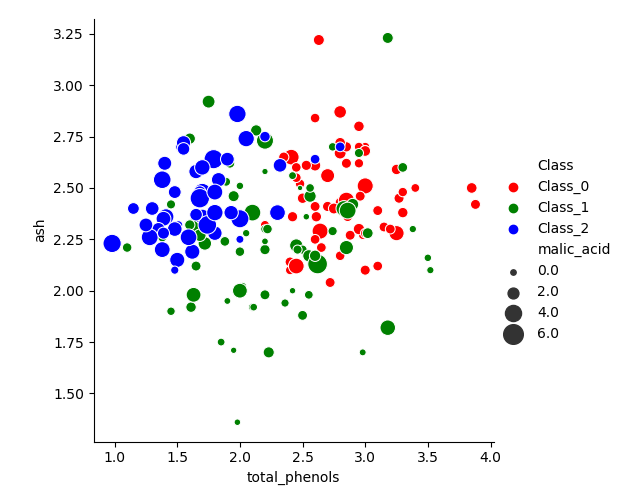 3.25
3.00
2.75
2.50
2.25
2.00
1.75
1.50
ash
1.0 1.5 2.0 2.5 3.0 3.5 4.0
total_phenols
Class
Class_0
Class_1
Class_2
malic_acid
0.0
2.0
4.0
6.0